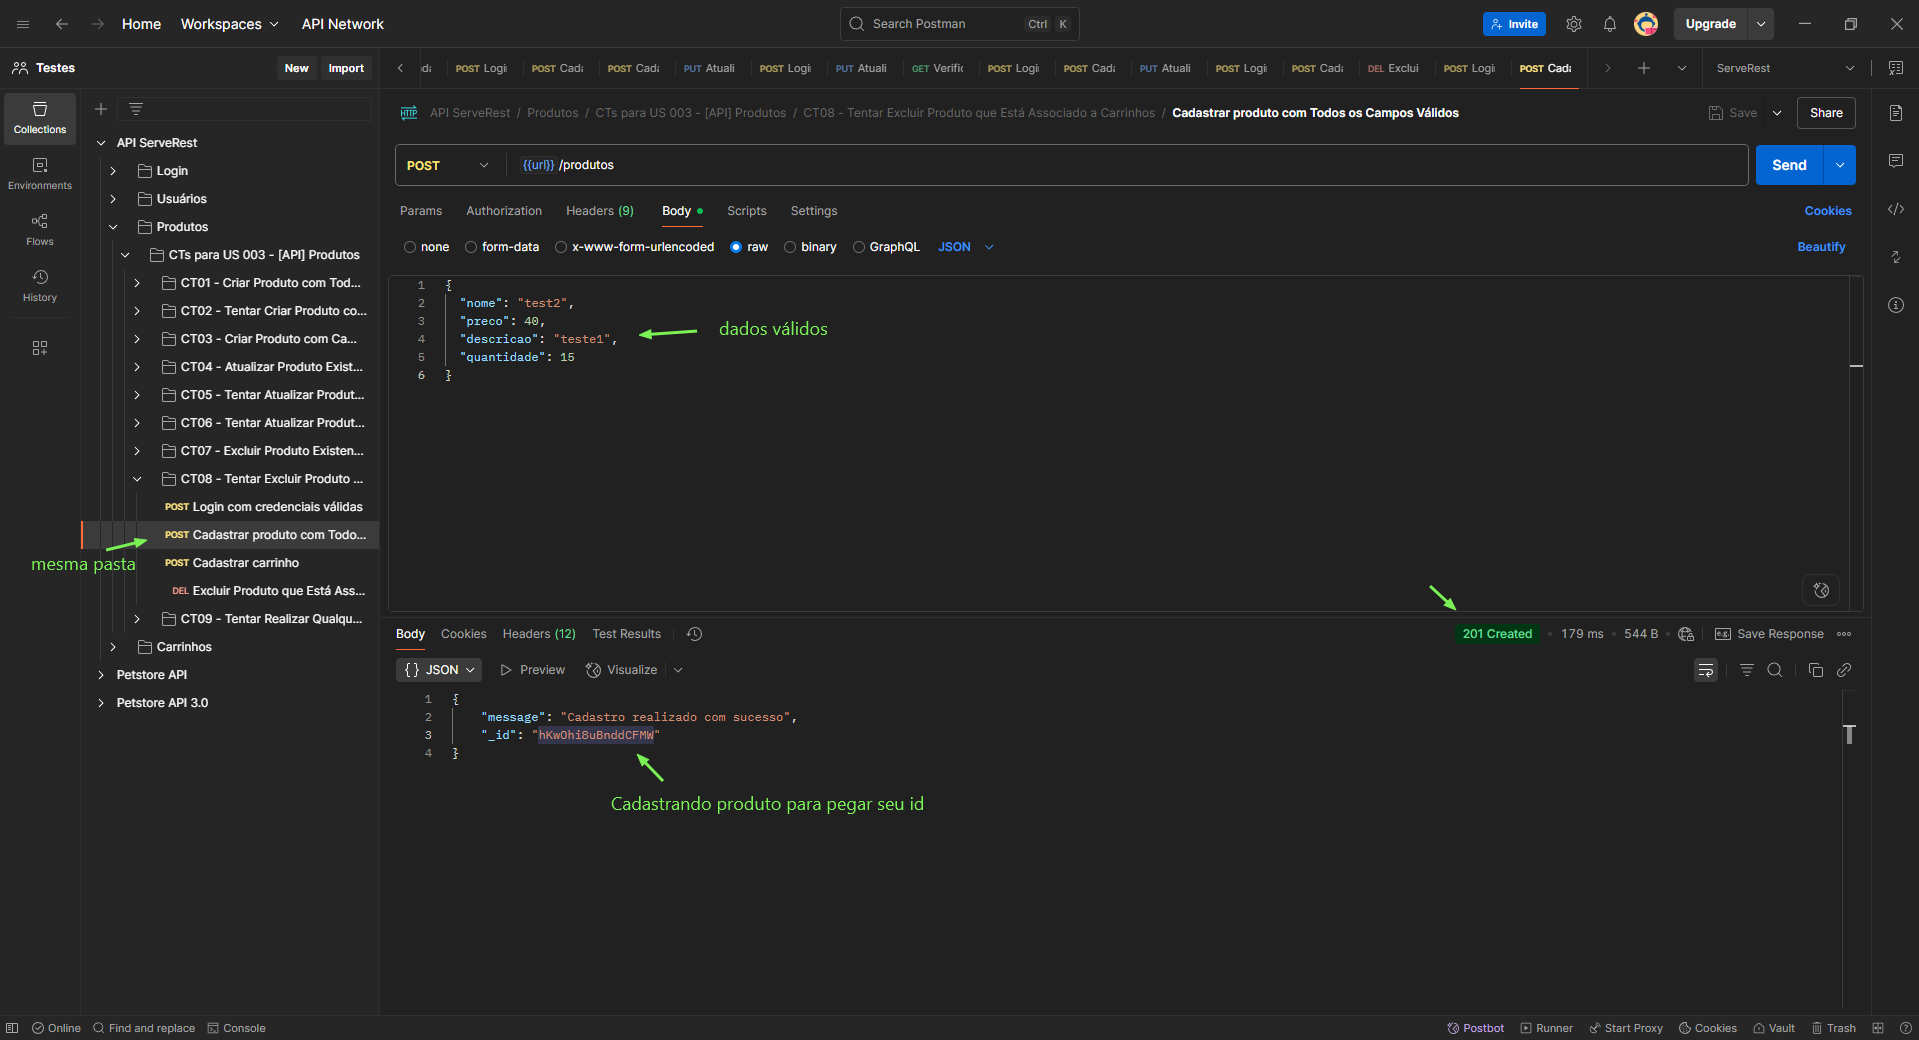 Home Workspaces API Network Search Postman Ctrl K Invite Upgrade
Testes New Import
POST Logi POST Cada POST Cada PUT Atuali POST Logi PUT Atuali GET Verific POST Logi POST Cada PUT Atuali POST Logi POST Cada DEL Exclui POST Logi POST Cada ServeRest
Collections
Environments
Flows
History
API ServeRest
Login
Usuários
Produtos
CTs para US 003 - [API] Produtos
CT01 - Criar Produto com Tod...
CT02 - Tentar Criar Produto co...
CT03 - Criar Produto com Ca...
CT04 - Atualizar Produto Exist...
CT05 - Tentar Atualizar Produt...
CT06 - Tentar Atualizar Produt...
CT07 - Excluir Produto Existen...
CT08 - Tentar Excluir Produto ...
POST Login com credenciais válidas
POST Cadastrar produto com Todo...
mesma pasta
POST Cadastrar carrinho
DEL Excluir Produto que Está Ass...
CT09 - Tentar Realizar Qualqu...
Carrinhos
Petstore API
Petstore API 3.0
HTTP API ServeRest / Produtos / CTs para US 003 - [API] Produtos / CT08 - Tentar Excluir Produto que Está Associado a Carrinhos / Cadastrar produto com Todos os Campos Válidos Save Share
POST {{url}} /produtos Send
Params Authorization Headers (9) Body Scripts Settings Cookies
none form-data x-www-form-urlencoded raw binary GraphQL JSON Beautify
1 {
2 "nome": "test2",
3 "preco": 40,
4 "descricao": "teste1",
5 "quantidade": 15
6 }
dados válidos
Body Cookies Headers (12) Test Results 201 Created 179 ms 544 B e.g. Save Response
{} JSON Preview Visualize
1 {
2 "message": "Cadastro realizado com sucesso",
3 "_id": "hKwOhi8uBnddCFMW"
4 }
Cadastrando produto para pegar seu id
Online Find and replace Console Postbot Runner Start Proxy Cookies Vault Trash